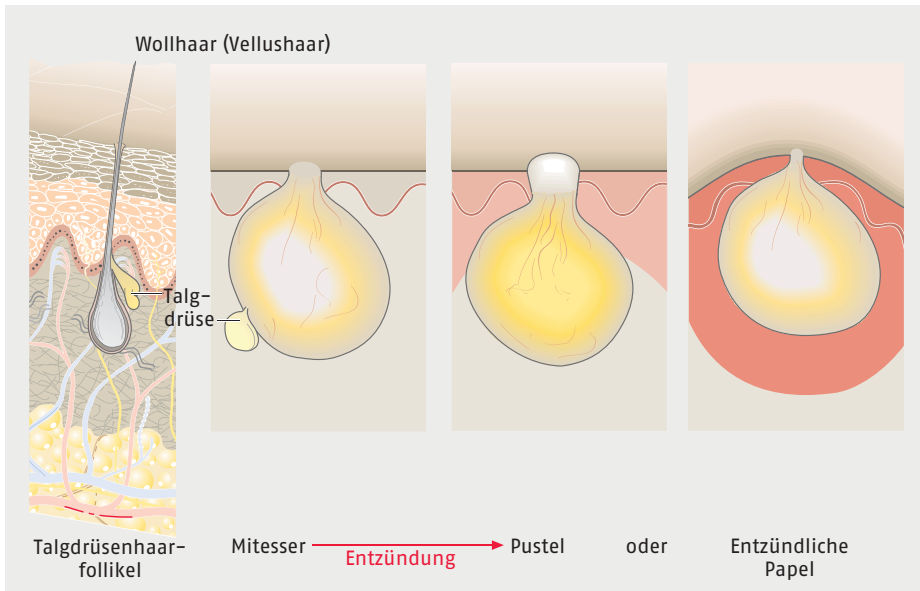 Wollhaar (Vellushaar)
Talg-
drüse
Talgdrüsenhaar-
follikel
Mitesser
Entzündung
Pustel
oder
Entzündliche
Papel